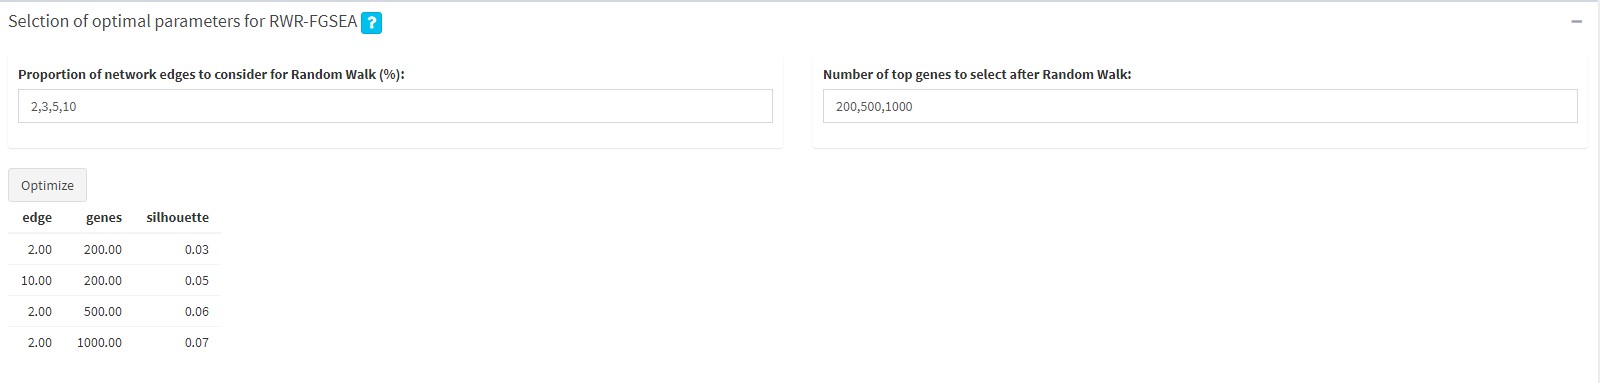 Selction of optimal parameters for RWR-FGSEA ?
Proportion of network edges to consider for Random Walk (%):
2,3,5,10
Number of top genes to select after Random Walk:
200,500,1000
Optimize
edge genes silhouette
2.00 200.00 0.03
10.00 200.00 0.05
2.00 500.00 0.06
2.00 1000.00 0.07